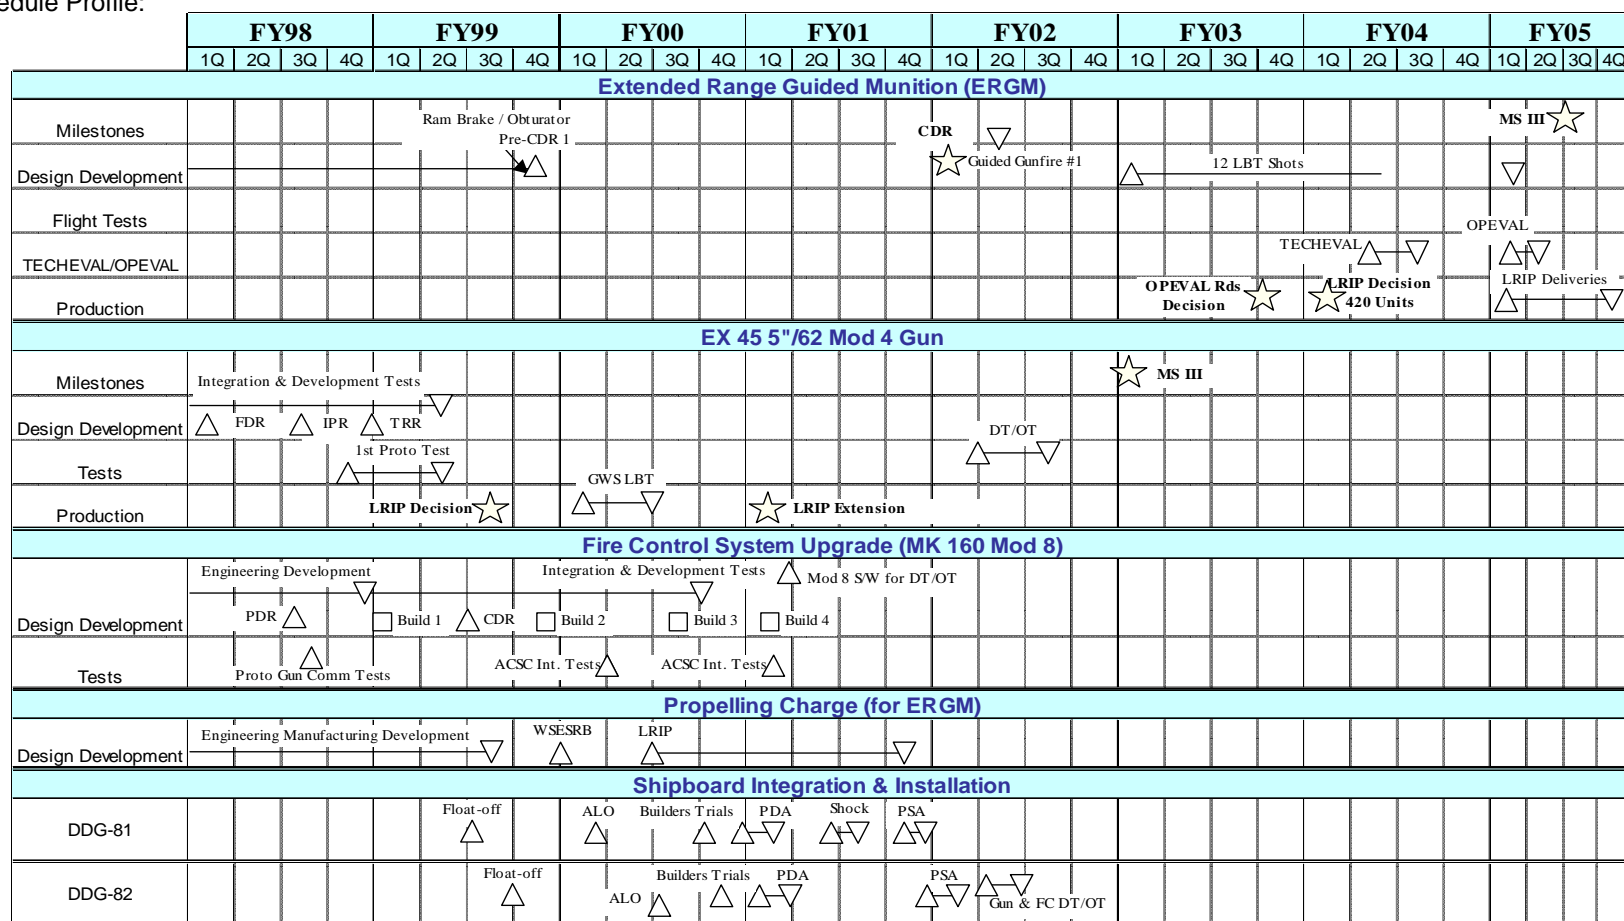 edule Profile:
FY98 FY99 FY00 FY01 FY02 FY03 FY04 FY05
1Q 2Q 3Q 4Q 1Q 2Q 3Q 4Q 1Q 2Q 3Q 4Q 1Q 2Q 3Q 4Q 1Q 2Q 3Q 4Q 1Q 2Q 3Q 4Q 1Q 2Q 3Q 4Q 1Q 2Q 3Q 4Q
Extended Range Guided Munition (ERGM)
Ram Brake / Obturator
Milestones CDR MS III
Pre-CDR 1
Guided Gunfire #1 12 LBT Shots
Design Development
Flight Tests OPEVAL
TECHEVAL
TECHEVAL/OPEVAL
LRIP Deliveries
OPEVAL Rds LRIP Decision
Production Decision 420 Units
EX 45 5"/62 Mod 4 Gun
Milestones Integration & Development Tests MS III
Design Development FDR IPR TRR DT/OT
1st Proto Test
Tests GWS LBT
Production LRIP Decision LRIP Extension
Fire Control System Upgrade (MK 160 Mod 8)
Engineering Development Integration & Development Tests Mod 8 S/W for DT/OT
Design Development PDR Build 1 CDR Build 2 Build 3 Build 4
ACSC Int. Tests ACSC Int. Tests
Tests Proto Gun Comm Tests
Propelling Charge (for ERGM)
Engineering Manufacturing Development WSESRB LRIP
Design Development
Shipboard Integration & Installation
Float-off ALO Builders Trials PDA Shock PSA
DDG-81
Float-off Builders Trials PDA PSA
DDG-82 ALO Gun & FC DT/OT